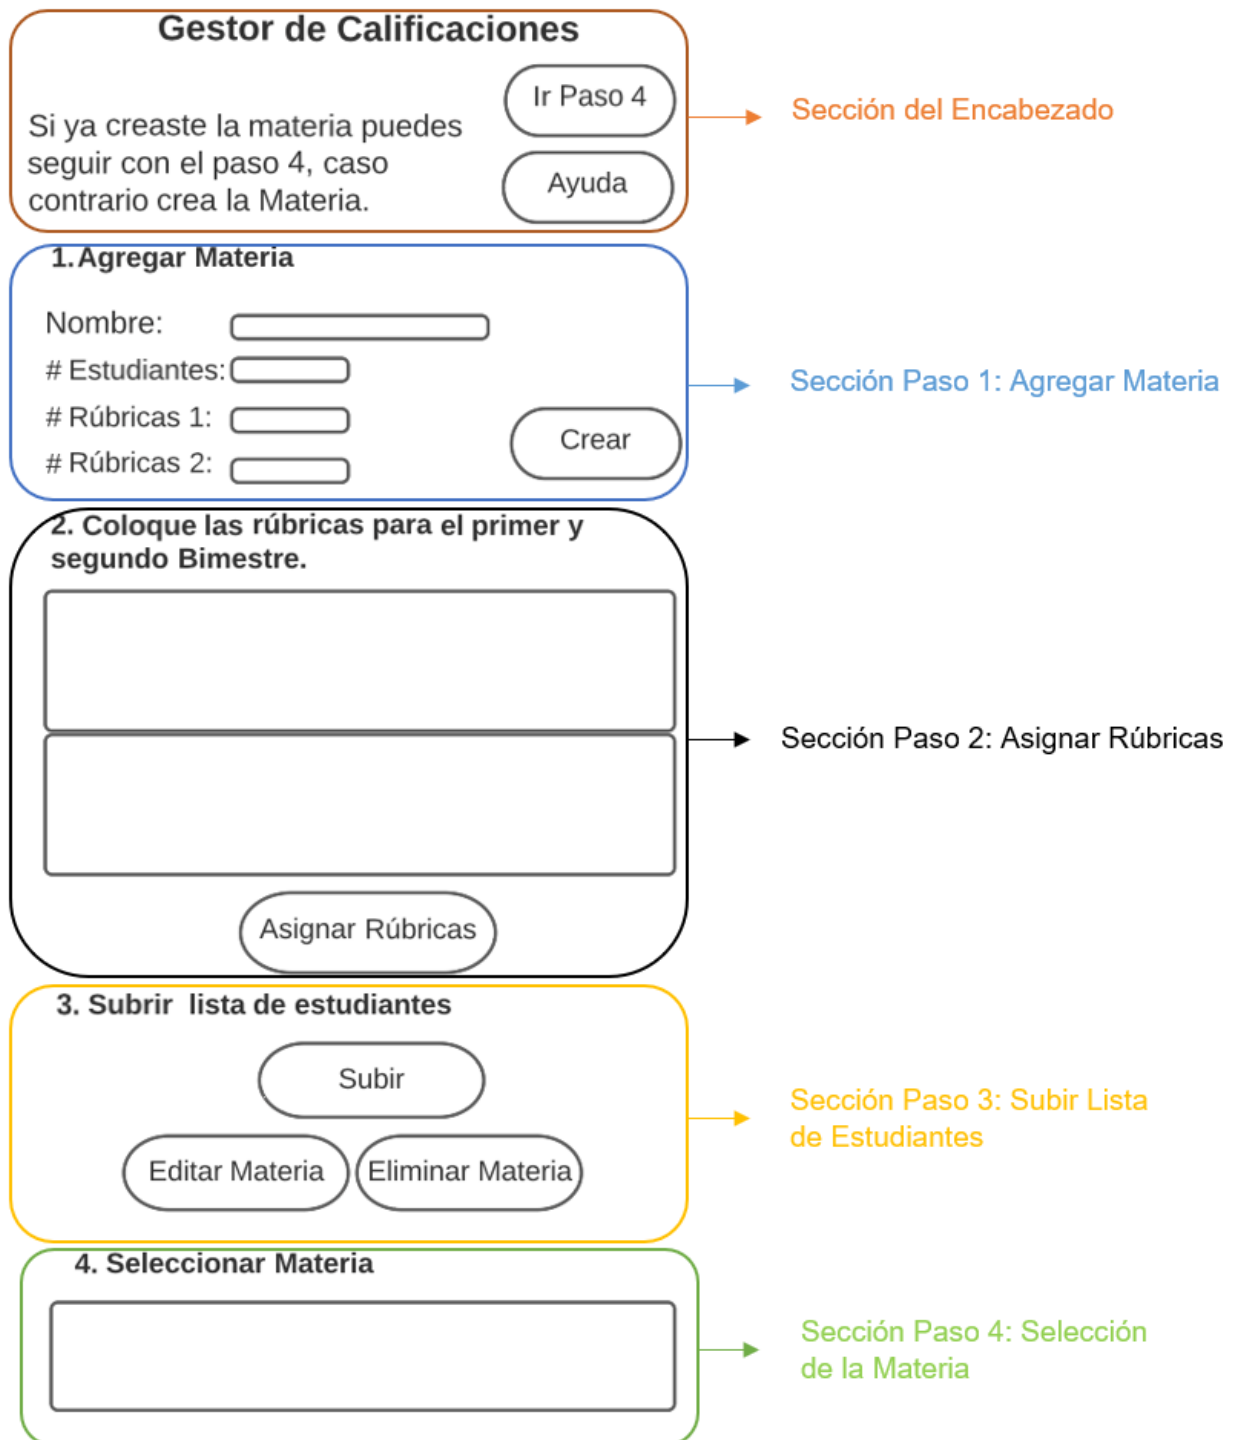 Gestor de Calificaciones
Ir Paso 4
Sección del Encabezado
Si ya creaste la materia puedes
seguir con el paso 4, caso
contrario crea la Materia.
Ayuda
1. Agregar Materia
Nombre:
# Estudiantes:
Sección Paso 1: Agregar Materia
# Rúbricas 1:
Crear
# Rúbricas 2:
2. Coloque las rúbricas para el primer y
segundo Bimestre.
Sección Paso 2: Asignar Rúbricas
Asignar Rúbricas
3. Subrir lista de estudiantes
Subir
Sección Paso 3: Subir Lista
de Estudiantes
Editar Materia
Eliminar Materia
4. Seleccionar Materia
Sección Paso 4: Selección
de la Materia